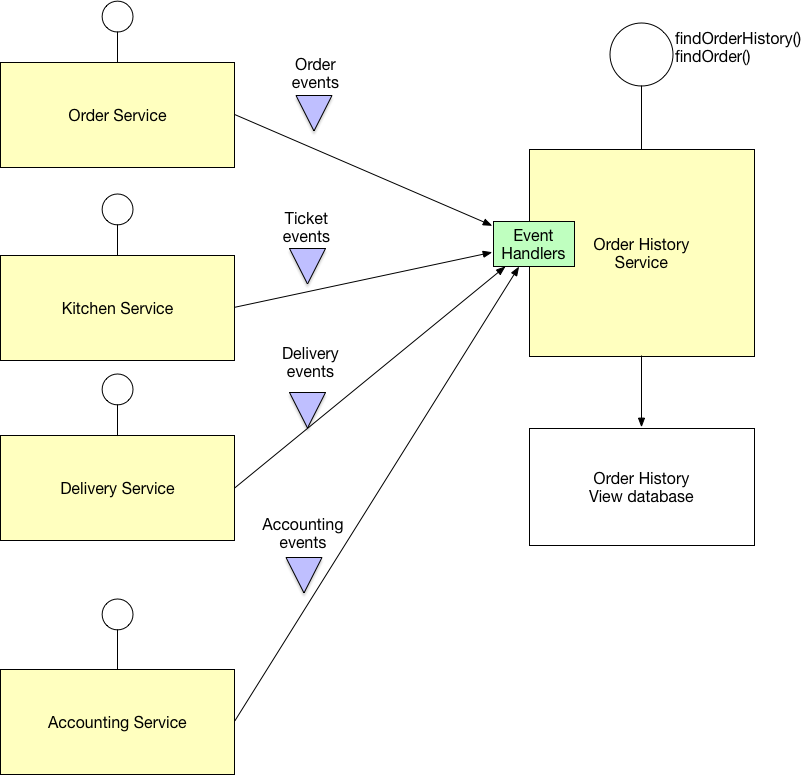 Order
events
findOrderHistory()
findOrder()
Order Service
Ticket
events
Event
Handlers
Order History
Service
Kitchen Service
Delivery
events
Delivery Service
Order History
View database
Accounting
events
Accounting Service